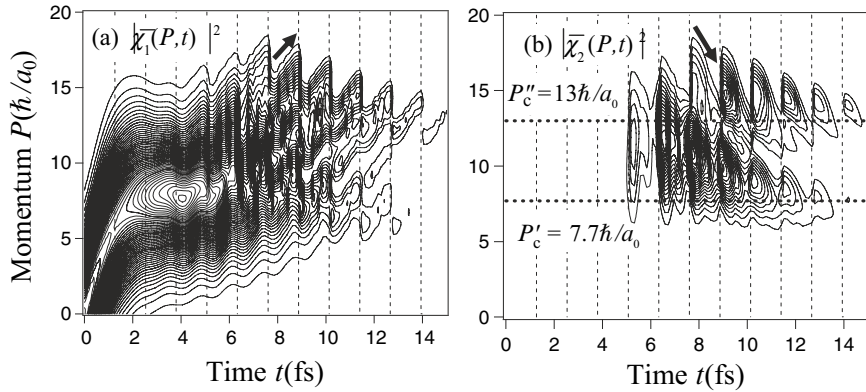 (a) |χ̅₁(P,t)|²
Momentum P(ħ/a₀)
20
15
10
5
0
0 2 4 6 8 10 12 14
Time t(fs)
(b) |χ̅₂(P,t)|²
20
15
10
5
0
P″c = 13ħ/a₀
P′c = 7.7ħ/a₀
0 2 4 6 8 10 12 14
Time t(fs)